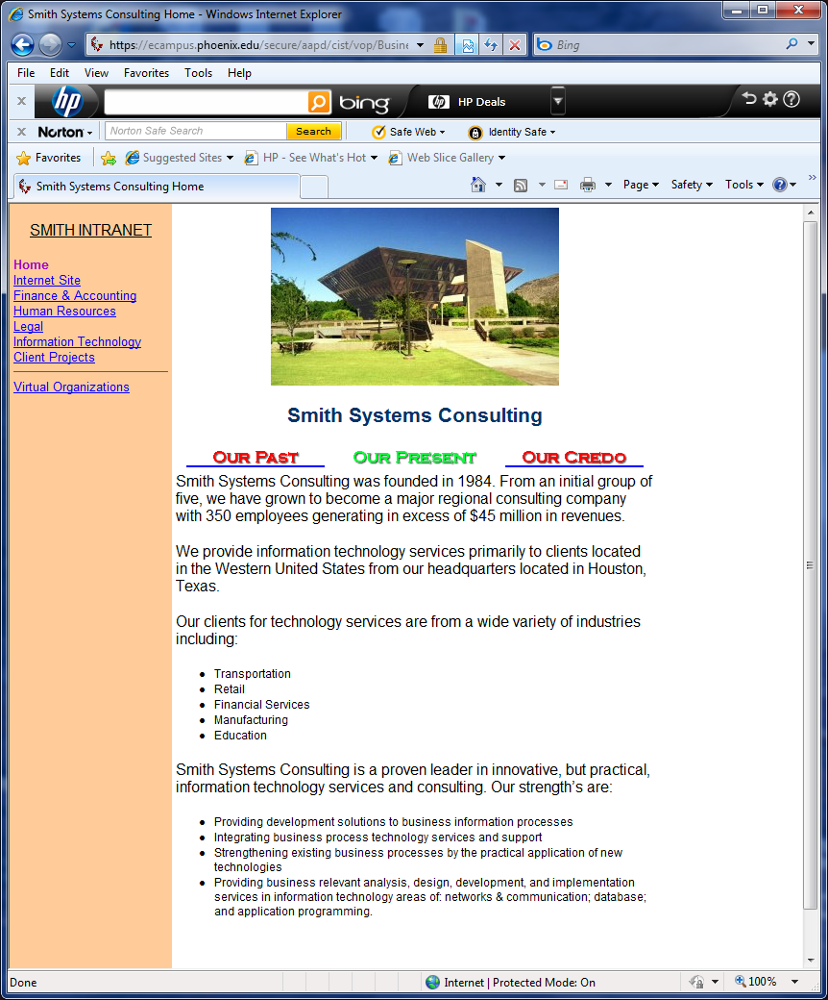 Smith Systems Consulting Home - Windows Internet Explorer
https://ecampus.phoenix.edu/secure/aapd/cist/vop/Busine
Bing
File Edit View Favorites Tools Help
x hp bing HP Deals
x Norton Norton Safe Search Search Safe Web Identity Safe
Favorites Suggested Sites HP - See What's Hot Web Slice Gallery
Smith Systems Consulting Home Page Safety Tools
SMITH INTRANET
Home
Internet Site
Finance & Accounting
Human Resources
Legal
Information Technology
Client Projects
Virtual Organizations
Smith Systems Consulting
Our Past Our Present Our Credo
Smith Systems Consulting was founded in 1984. From an initial group of
five, we have grown to become a major regional consulting company
with 350 employees generating in excess of $45 million in revenues.
We provide information technology services primarily to clients located
in the Western United States from our headquarters located in Houston,
Texas.
Our clients for technology services are from a wide variety of industries
including:
• Transportation
• Retail
• Financial Services
• Manufacturing
• Education
Smith Systems Consulting is a proven leader in innovative, but practical,
information technology services and consulting. Our strength's are:
• Providing development solutions to business information processes
• Integrating business process technology services and support
• Strengthening existing business processes by the practical application of new
technologies
• Providing business relevant analysis, design, development, and implementation
services in information technology areas of: networks & communication; database;
and application programming.
Done Internet | Protected Mode: On 100%